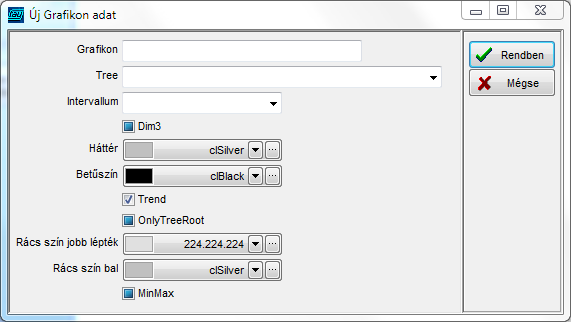 Új Grafikon adat
Grafikon
Rendben
Tree
Mégse
Intervallum
Dim3
Háttér clSilver ...
Betűszín clBlack ...
Trend
OnlyTreeRoot
Rács szín jobb lépték 224.224.224 ...
Rács szín bal clSilver ...
MinMax